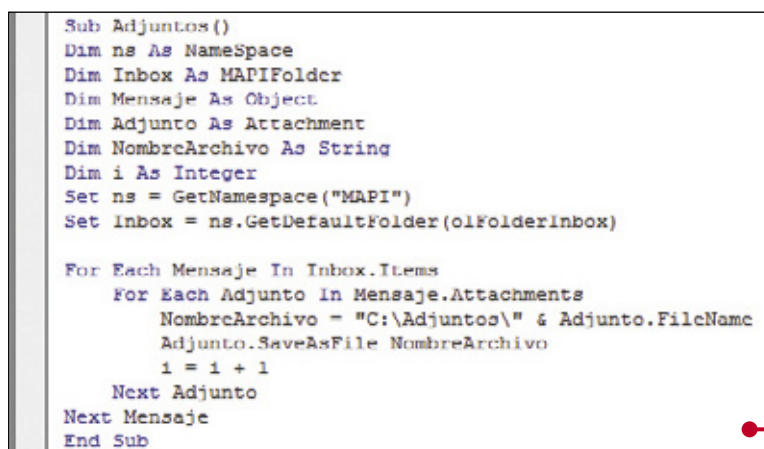 Sub Adjuntos()
Dim ns As NameSpace
Dim Inbox As MAPIFolder
Dim Mensaje As Object
Dim Adjunto As Attachment
Dim NombreArchivo As String
Dim i As Integer
Set ns = GetNamespace("MAPI")
Set Inbox = ns.GetDefaultFolder(olFolderInbox)
For Each Mensaje In Inbox.Items
For Each Adjunto In Mensaje.Attachments
NombreArchivo = "C:\Adjuntos\" & Adjunto.FileName
Adjunto.SaveAsFile NombreArchivo
i = i + 1
Next Adjunto
Next Mensaje
End Sub